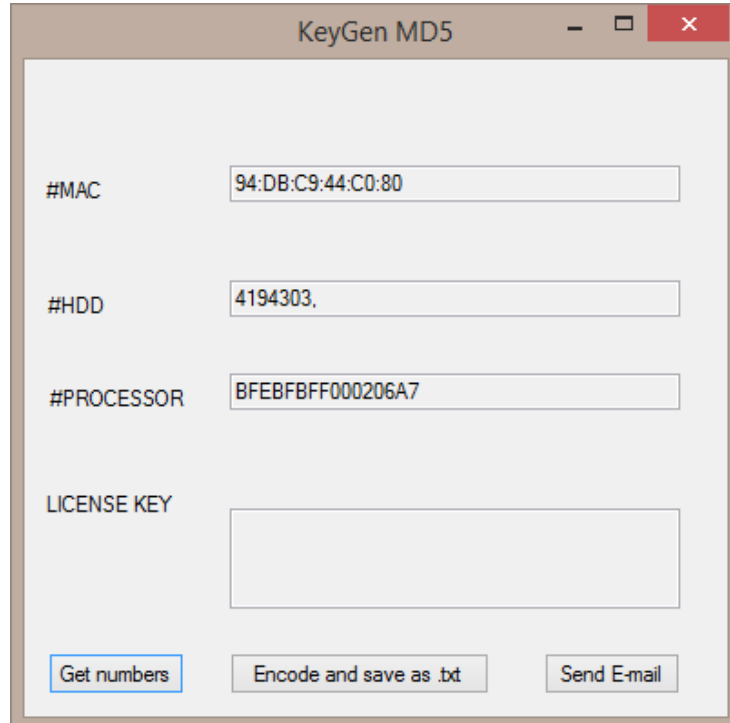 KeyGen MD5
#MAC
94:DB:C9:44:C0:80
#HDD
4194303,
#PROCESSOR
BFEBFBFF000206A7
LICENSE KEY
Get numbers
Encode and save as .txt
Send E-mail